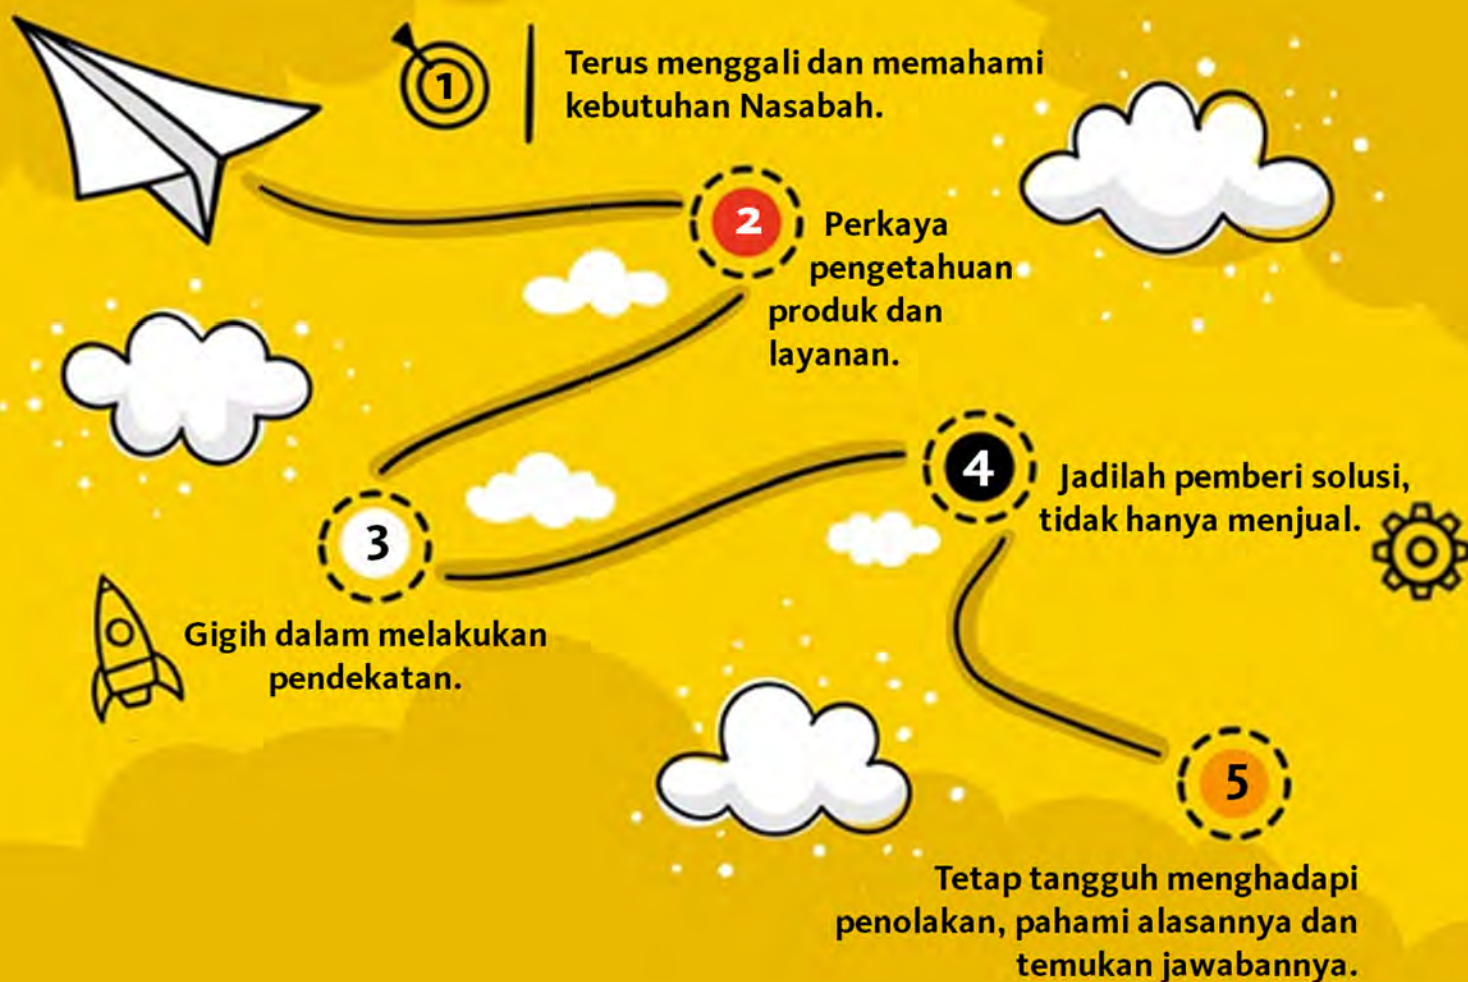 1
Terus menggali dan memahami
kebutuhan Nasabah.
2
Perkaya
pengetahuan
produk dan
layanan.
3
Gigih dalam melakukan
pendekatan.
4
Jadilah pemberi solusi,
tidak hanya menjual.
5
Tetap tangguh menghadapi
penolakan, pahami alasannya dan
temukan jawabannya.